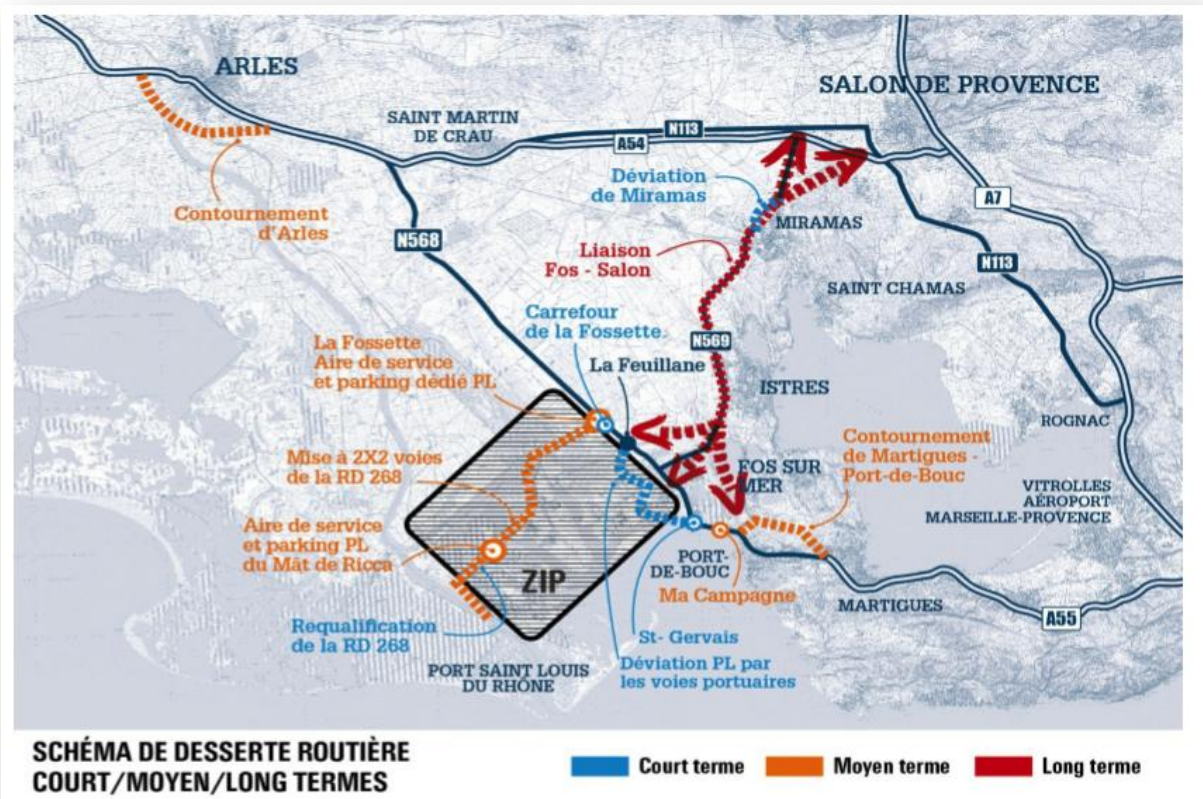 ARLES
SALON DE PROVENCE
SAINT MARTIN
DE CRAU
N113
A54
Déviation
de Miramas
A7
Contournement
d'Arles
MIRAMAS
N568
Liaison
Fos - Salon
N113
SAINT CHAMAS
Carrefour
de la Fossette
La Fossette
Aire de service
et parking dédié PL
N569
La Feuillane
ISTRES
ROGNAC
Mise à 2X2 voies
de la RD 268
Contournement
de Martigues -
Port-de-Bouc
FOS SUR
MER
VITROLLES
AÉROPORT
MARSEILLE-PROVENCE
Aire de service
et parking PL
du Mât de Ricca
ZIP
PORT-
DE-BOUC
Ma Campagne
MARTIGUES
A55
Requalification
de la RD 268
St- Gervais
PORT SAINT LOUIS
DU RHÔNE
Déviation PL par
les voies portuaires
SCHÉMA DE DESSERTE ROUTIÈRE
COURT/MOYEN/LONG TERMES
Court terme
Moyen terme
Long terme